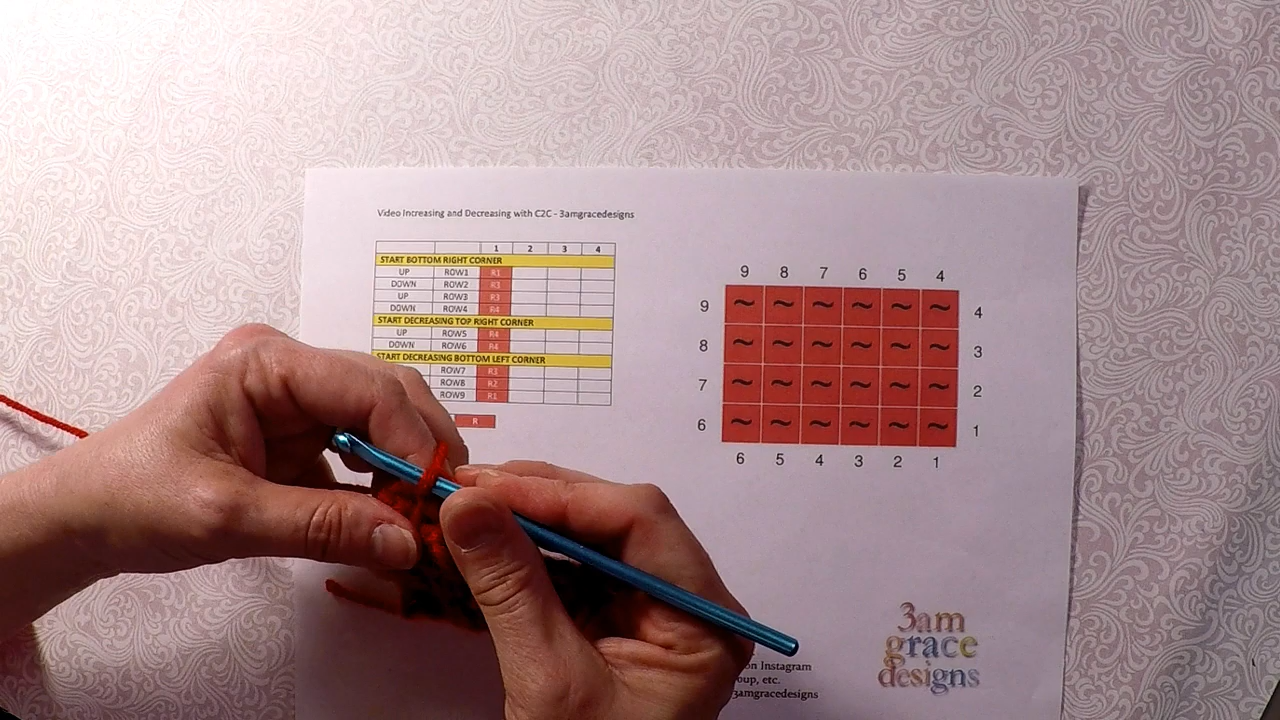 Video Increasing and Decreasing with C2C - 3amgracedesigns
1 2 3 4
START BOTTOM RIGHT CORNER
UP ROW1 R1
DOWN ROW2 R3
UP ROW3 R3
DOWN ROW4 R4
START DECREASING TOP RIGHT CORNER
UP ROW5 R4
DOWN ROW6 R4
START DECREASING BOTTOM LEFT CORNER
ROW7 R3
ROW8 R2
ROW9 R1
R
9 8 7 6 5 4
9 ~ ~ ~ ~ ~ ~ 4
8 ~ ~ ~ ~ ~ ~ 3
7 ~ ~ ~ ~ ~ ~ 2
6 ~ ~ ~ ~ ~ ~ 1
6 5 4 3 2 1
on Instagram
oup, etc.
3amgracedesigns
3am
grace
designs